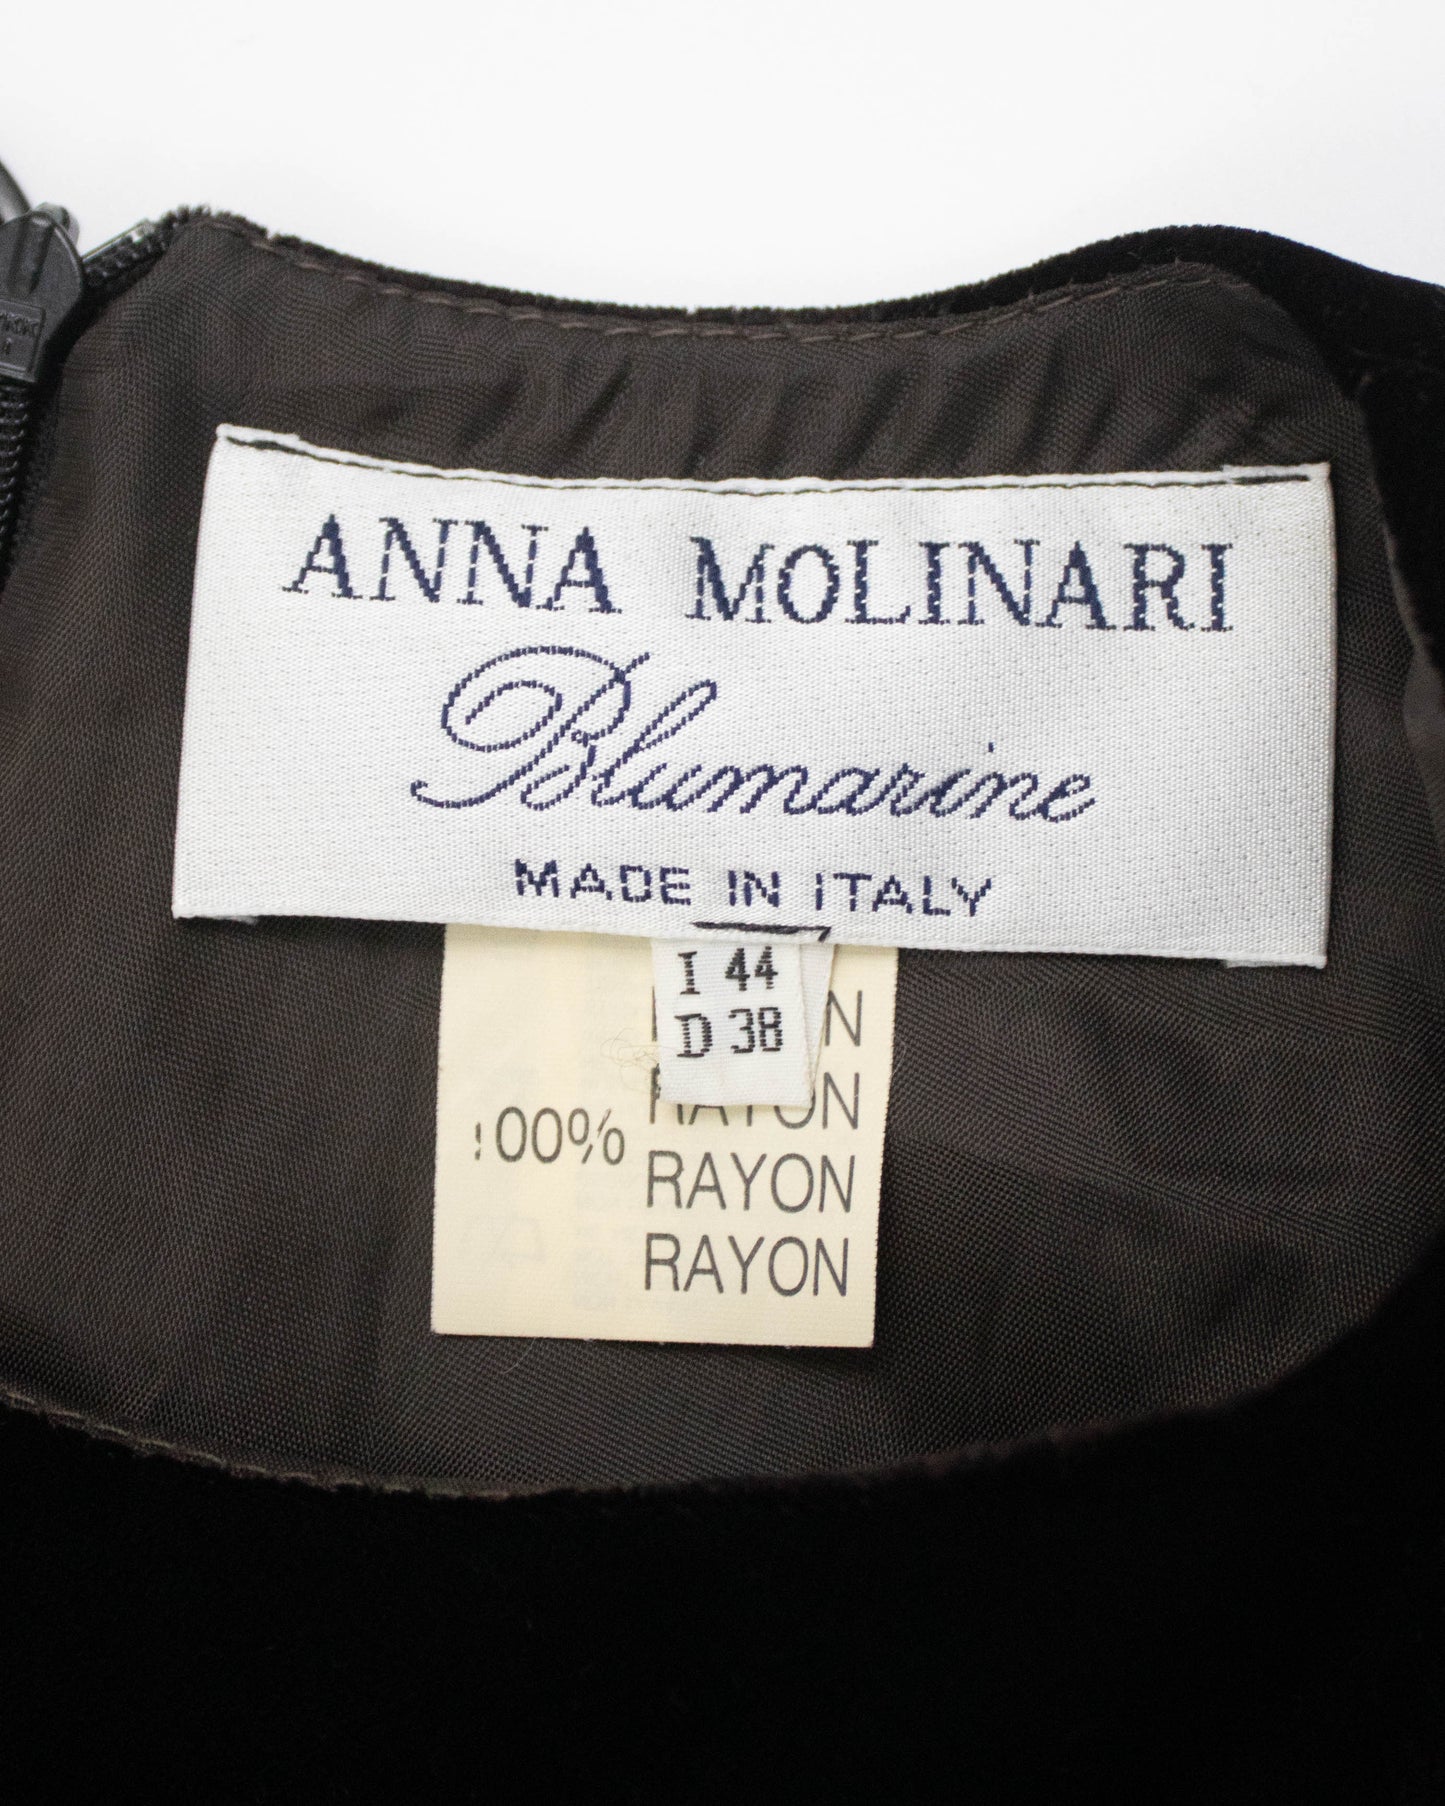 ANNA MOLINARI
Blumarine
MADE IN ITALY
I 44
D 38
RAYON
100% RAYON
RAYON